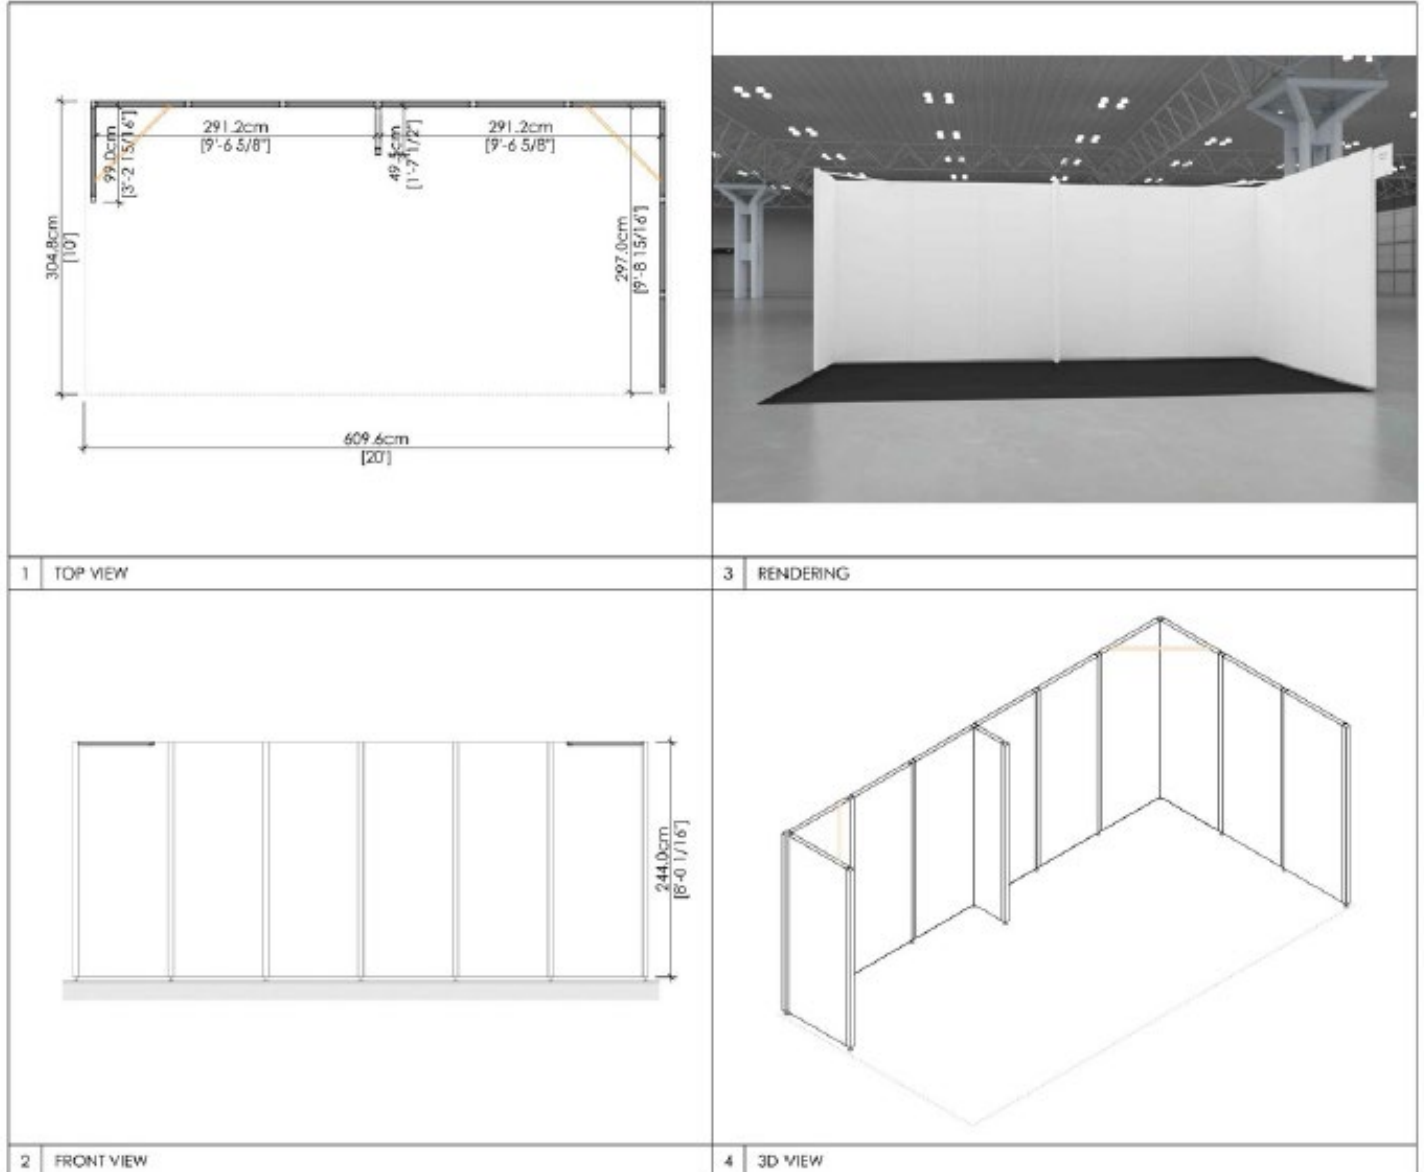 99.0cm
[3'-2 15/16"]
291.2cm
[9'-6 5/8"]
49.5cm
[1'-7 1/2"]
291.2cm
[9'-6 5/8"]
304.8cm
[10']
297.0cm
[9'-8 15/16"]
609.6cm
[20']
1 TOP VIEW
3 RENDERING
244.0cm
[8'-0 1/16"]
2 FRONT VIEW
4 3D VIEW